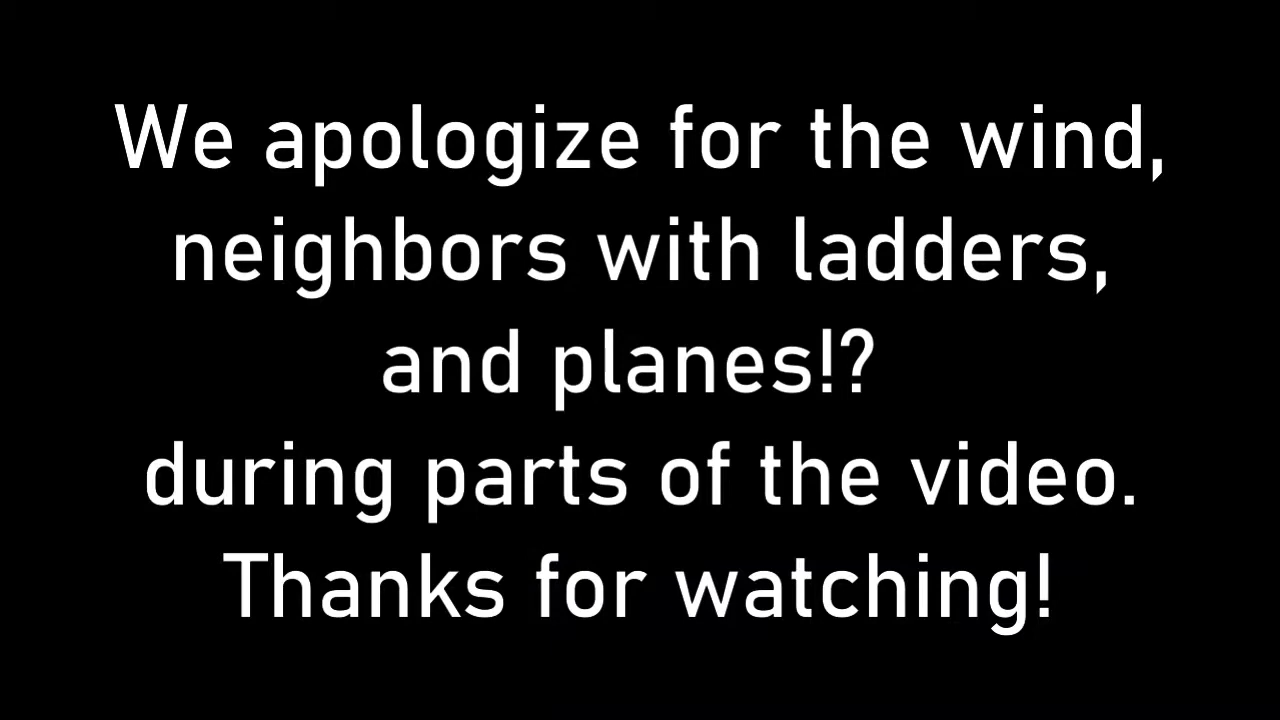 We apologize for the wind,
neighbors with ladders,
and planes!?
during parts of the video.
Thanks for watching!